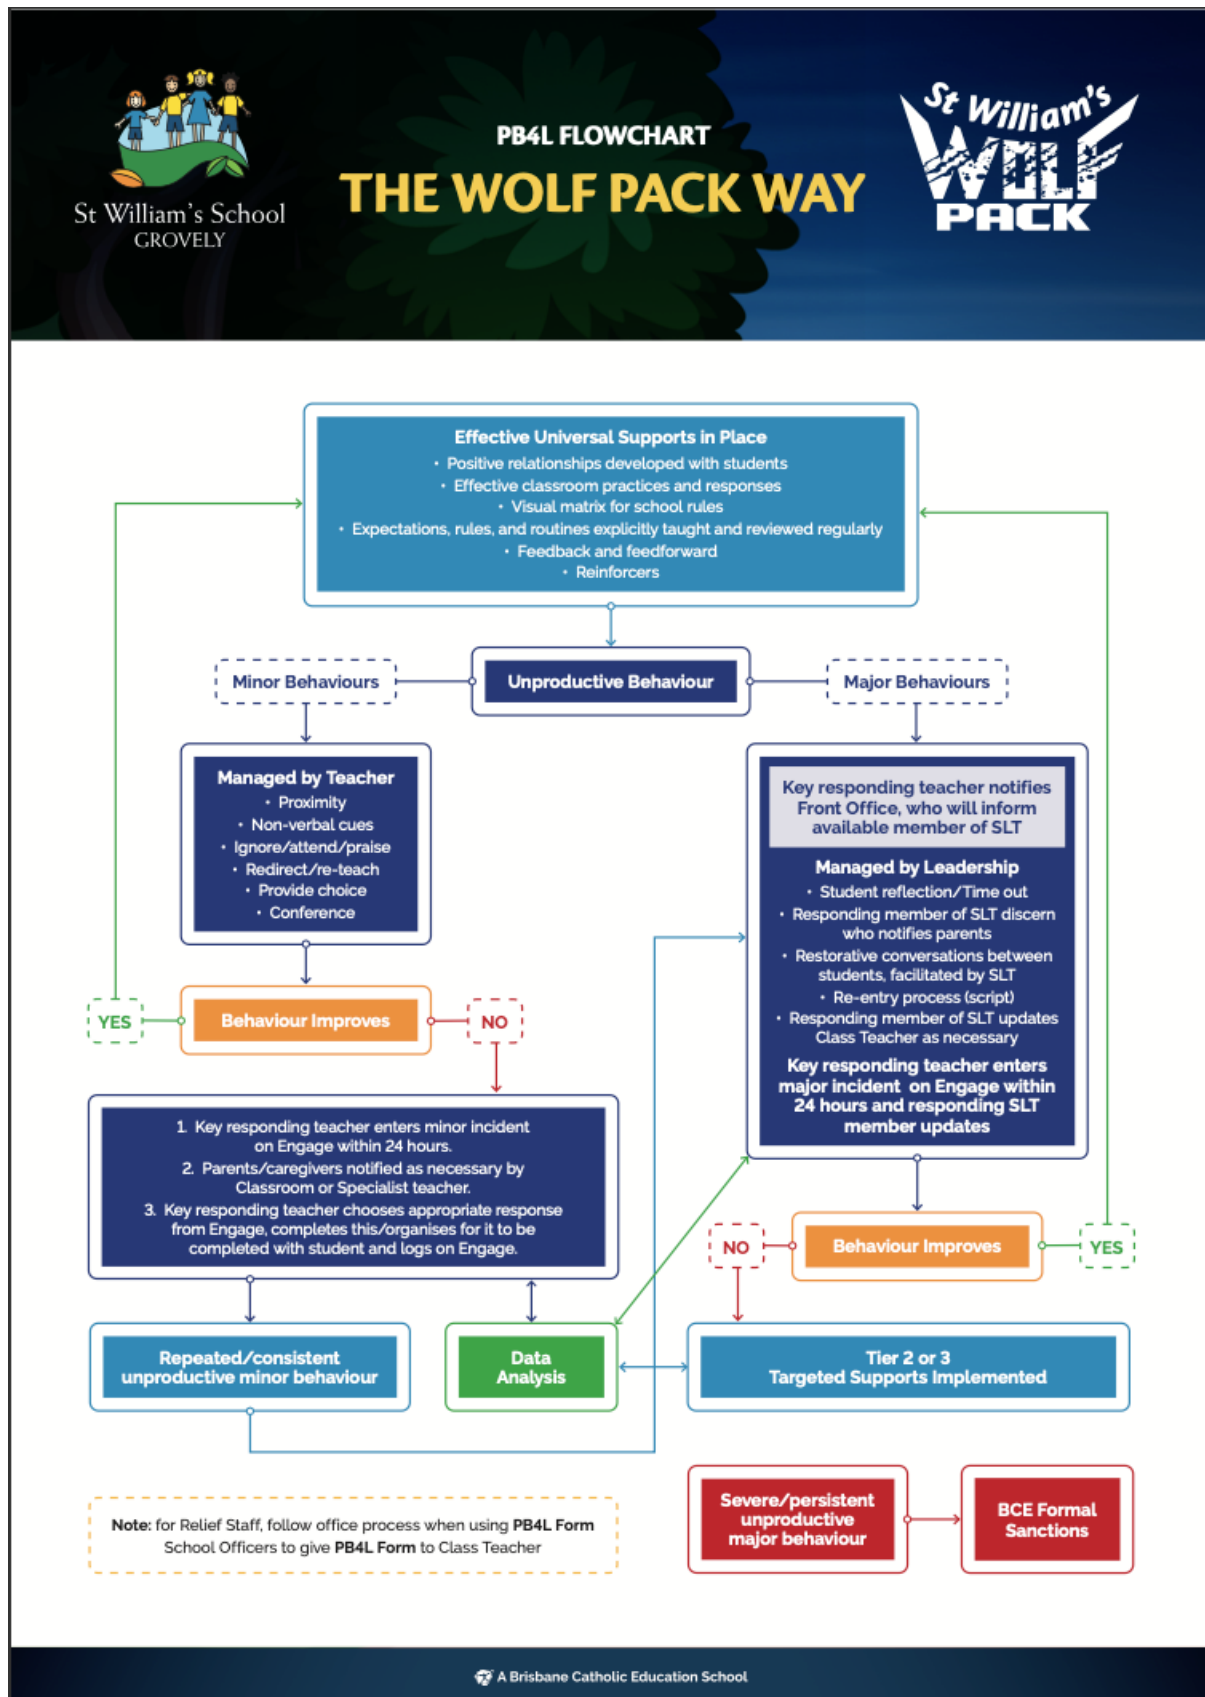 St William's School
GROVELY
PB4L FLOWCHART
THE WOLF PACK WAY
St William's
WOLF
PACK
Effective Universal Supports in Place
• Positive relationships developed with students
• Effective classroom practices and responses
• Visual matrix for school rules
• Expectations, rules, and routines explicitly taught and reviewed regularly
• Feedback and feedforward
• Reinforcers
Minor Behaviours
Unproductive Behaviour
Major Behaviours
Managed by Teacher
• Proximity
• Non-verbal cues
• Ignore/attend/praise
• Redirect/re-teach
• Provide choice
• Conference
YES
Behaviour Improves
NO
1. Key responding teacher enters minor incident
on Engage within 24 hours.
2. Parents/caregivers notified as necessary by
Classroom or Specialist teacher.
3. Key responding teacher chooses appropriate response
from Engage, completes this/organises for it to be
completed with student and logs on Engage.
Key responding teacher notifies
Front Office, who will inform
available member of SLT
Managed by Leadership
• Student reflection/Time out
• Responding member of SLT discern
who notifies parents
• Restorative conversations between
students, facilitated by SLT
• Re-entry process (script)
• Responding member of SLT updates
Class Teacher as necessary
Key responding teacher enters
major incident on Engage within
24 hours and responding SLT
member updates
NO
Behaviour Improves
YES
Repeated/consistent
unproductive minor behaviour
Data
Analysis
Tier 2 or 3
Targeted Supports Implemented
Severe/persistent
unproductive
major behaviour
BCE Formal
Sanctions
Note: for Relief Staff, follow office process when using PB4L Form
School Officers to give PB4L Form to Class Teacher
A Brisbane Catholic Education School